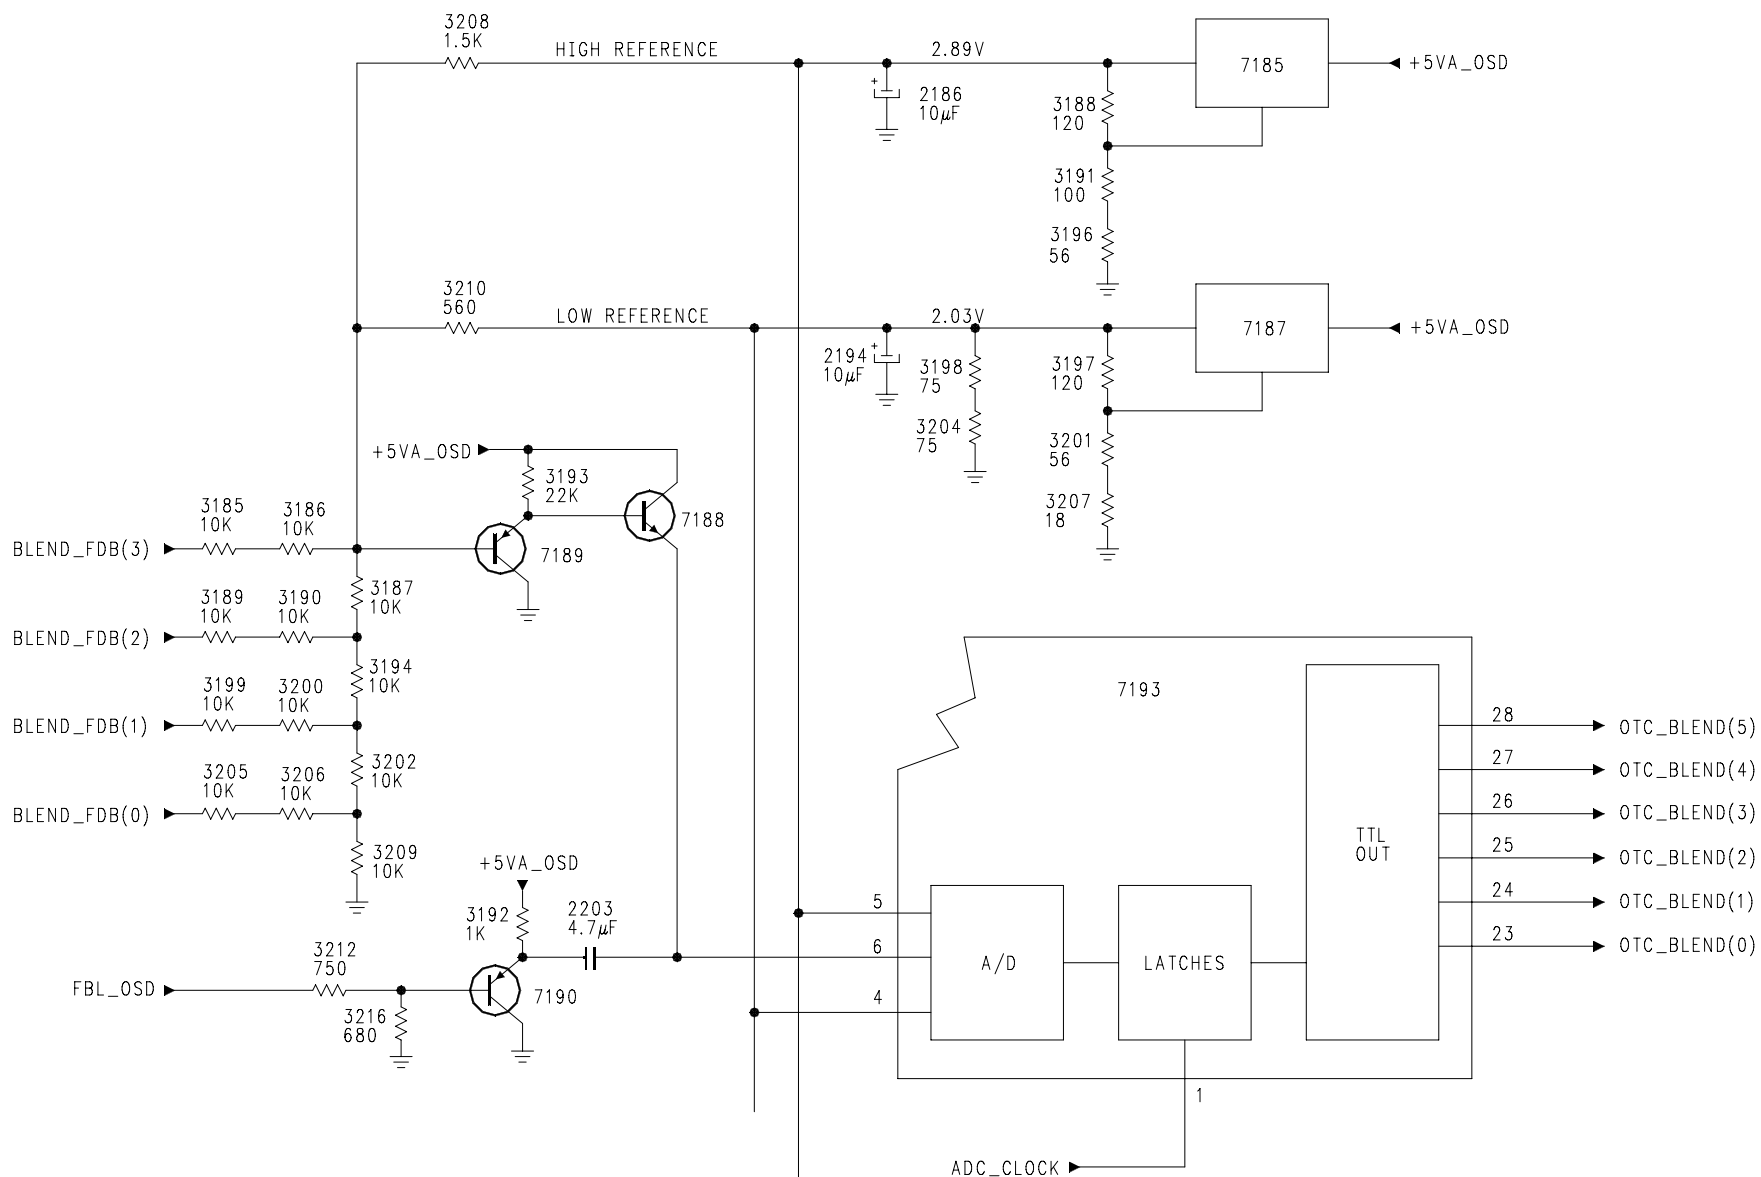 3208
1.5K
HIGH REFERENCE
2.89V
7185
+5VA_OSD
+
2186
10µF
3188
120
3191
100
3196
56
3210
560
LOW REFERENCE
2.03V
7187
+5VA_OSD
+
2194
10µF
3198
75
3197
120
3204
75
3201
56
3207
18
+5VA_OSD
3193
22K
7188
7189
3185
10K
3186
10K
BLEND_FDB(3)
3187
10K
3189
10K
3190
10K
BLEND_FDB(2)
3194
10K
3199
10K
3200
10K
BLEND_FDB(1)
3202
10K
3205
10K
3206
10K
BLEND_FDB(0)
3209
10K
+5VA_OSD
3192
1K
2203
4.7µF
3212
750
FBL_OSD
7190
3216
680
7193
5
6
4
A/D
LATCHES
TTL
OUT
28
OTC_BLEND(5)
27
OTC_BLEND(4)
26
OTC_BLEND(3)
25
OTC_BLEND(2)
24
OTC_BLEND(1)
23
OTC_BLEND(0)
1
ADC_CLOCK